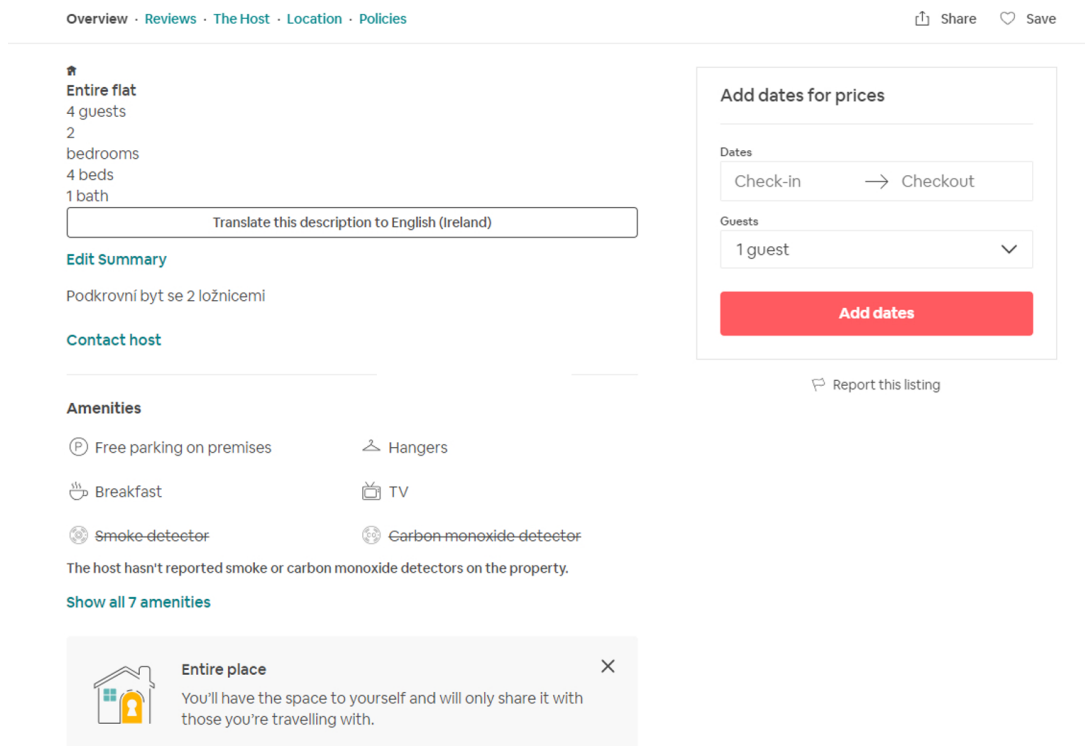 Overview · Reviews · The Host · Location · Policies
Share
Save
Entire flat
4 guests
2
bedrooms
4 beds
1 bath
Translate this description to English (Ireland)
Edit Summary
Podkrovní byt se 2 ložnicemi
Contact host
Amenities
Free parking on premises
Hangers
Breakfast
TV
Smoke detector
Carbon monoxide detector
The host hasn't reported smoke or carbon monoxide detectors on the property.
Show all 7 amenities
Entire place
You'll have the space to yourself and will only share it with
those you're travelling with.
Add dates for prices
Dates
Check-in → Checkout
Guests
1 guest
Add dates
Report this listing